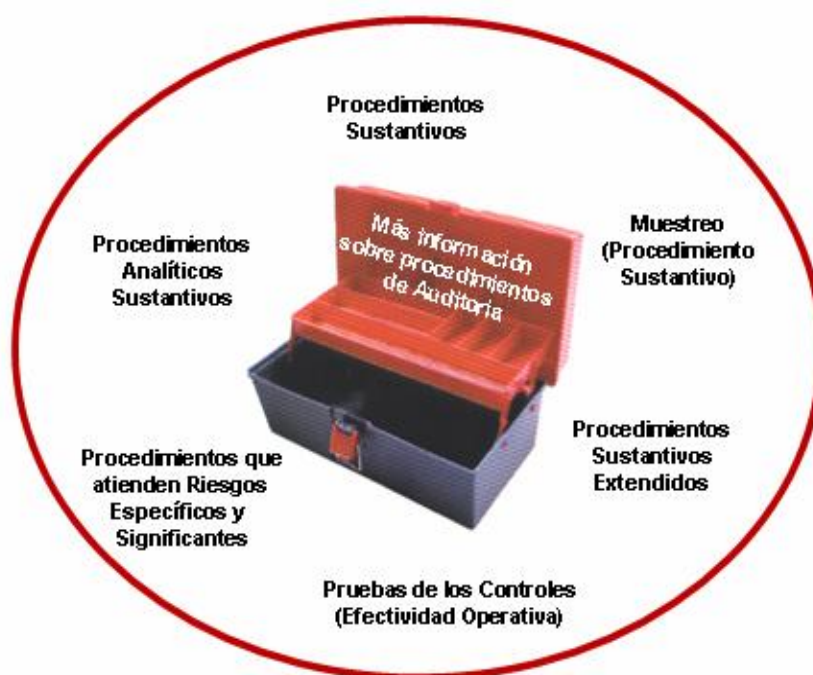 Procedimientos
Sustantivos
Muestreo
(Procedimiento
Sustantivo)
Procedimientos
Sustantivos
Extendidos
Pruebas de los Controles
(Efectividad Operativa)
Procedimientos que
atienden Riesgos
Específicos y
Significantes
Procedimientos
Analíticos
Sustantivos
Más información
sobre procedimientos
de Auditoria